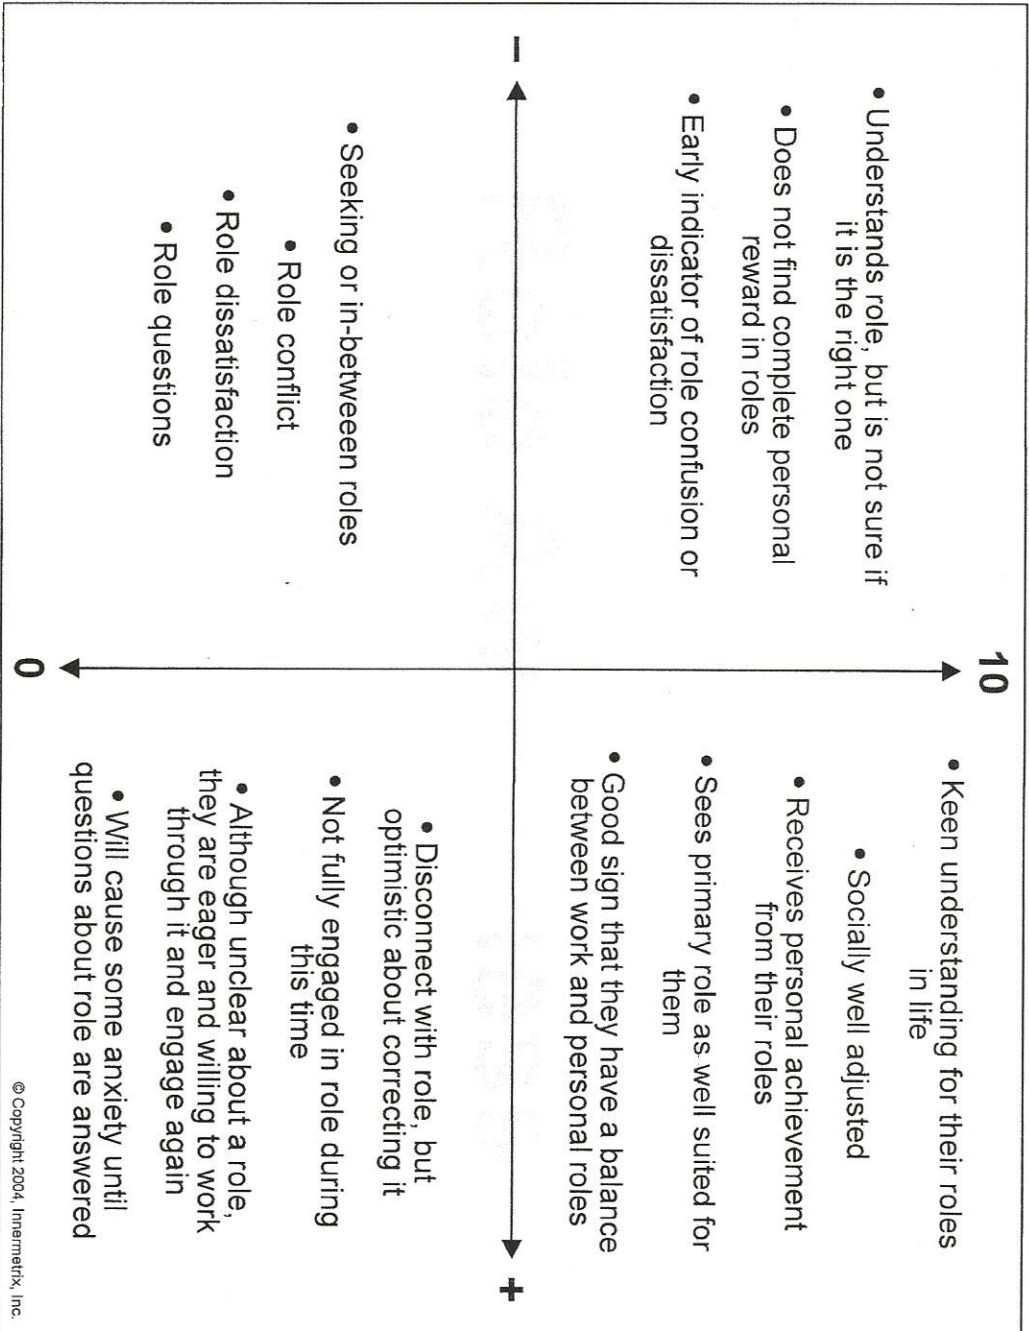 10
• Understands role, but is not sure if
it is the right one
• Does not find complete personal
reward in roles
• Early indicator of role confusion or
dissatisfaction
• Keen understanding for their roles
in life
• Socially well adjusted
• Receives personal achievement
from their roles
• Sees primary role as well suited for
them
• Good sign that they have a balance
between work and personal roles
–
+
• Seeking or in-betweeen roles
• Role conflict
• Role dissatisfaction
• Role questions
• Disconnect with role, but
optimistic about correcting it
• Not fully engaged in role during
this time
• Although unclear about a role,
they are eager and willing to work
through it and engage again
• Will cause some anxiety until
questions about role are answered
0
© Copyright 2004, Innermetrix, Inc.